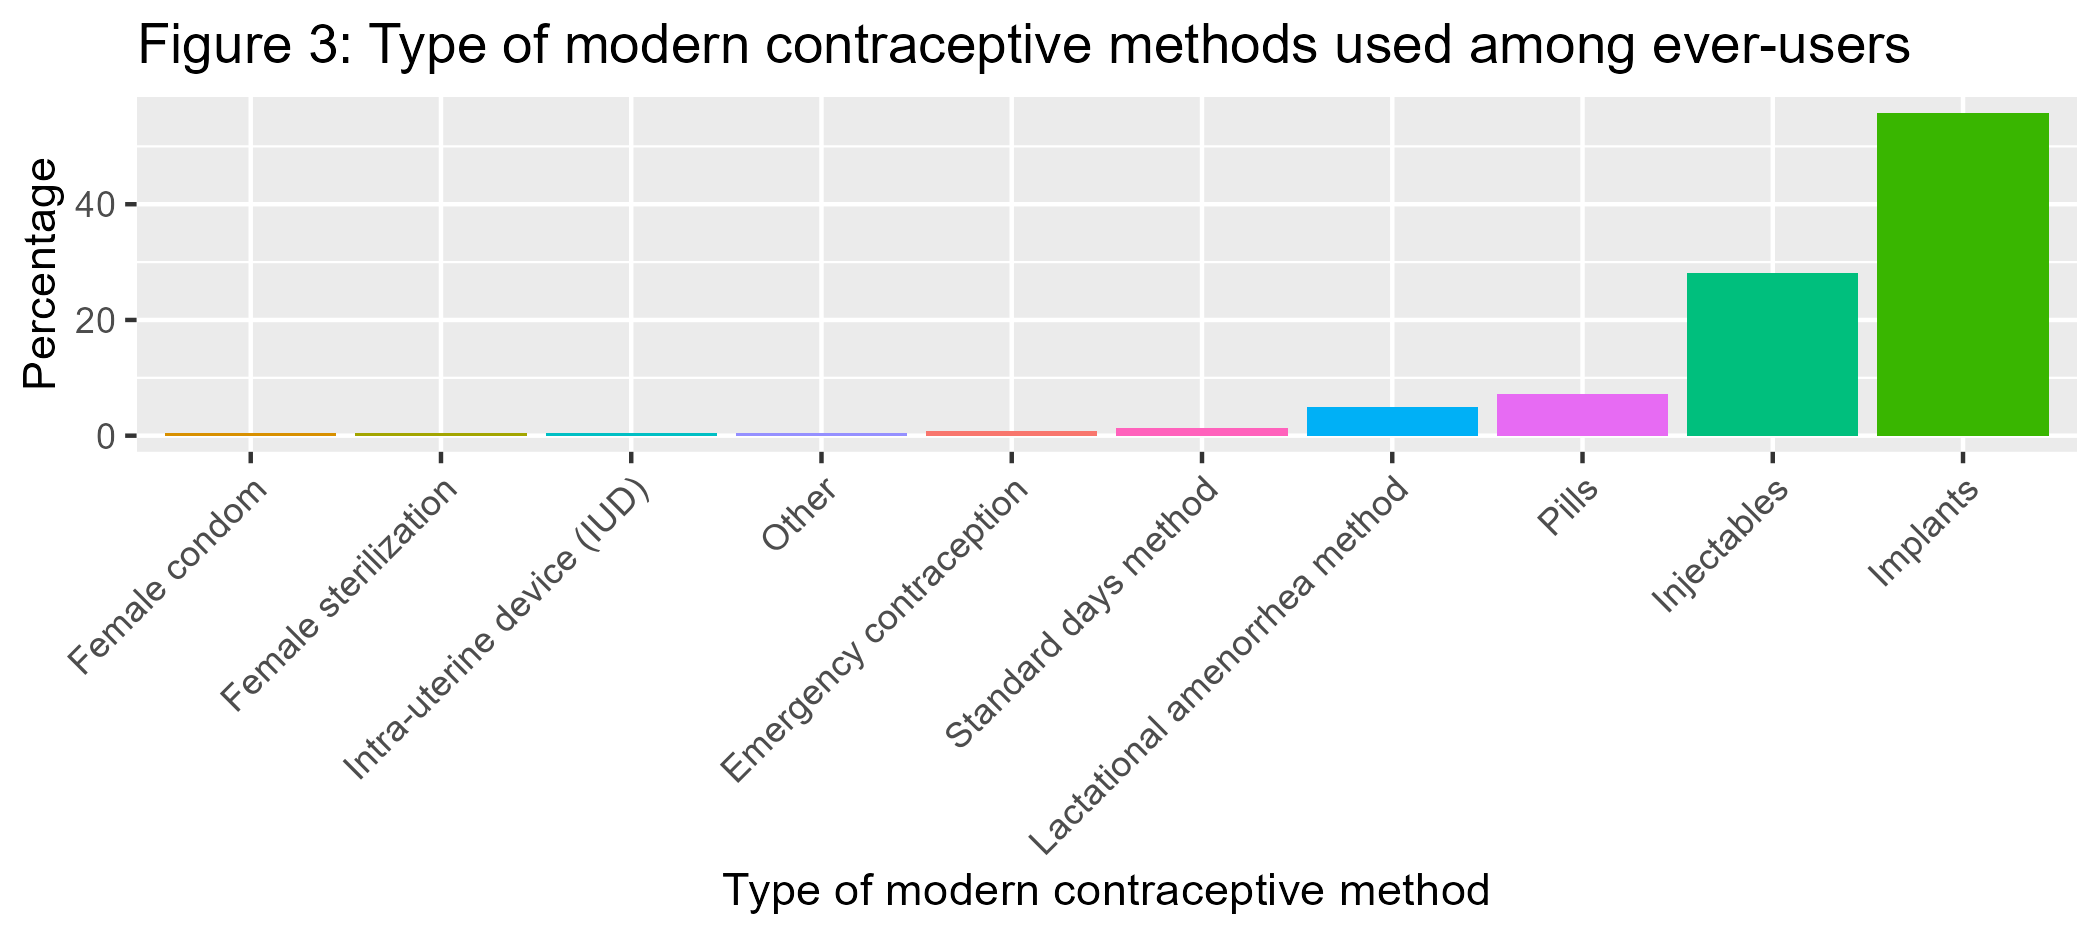 Figure 3: Type of modern contraceptive methods used among ever-users
Percentage
40
20
0
Female condom
Female sterilization
Intra-uterine device (IUD)
Other
Emergency contraception
Standard days method
Lactational amenorrhea method
Pills
Injectables
Implants
Type of modern contraceptive method